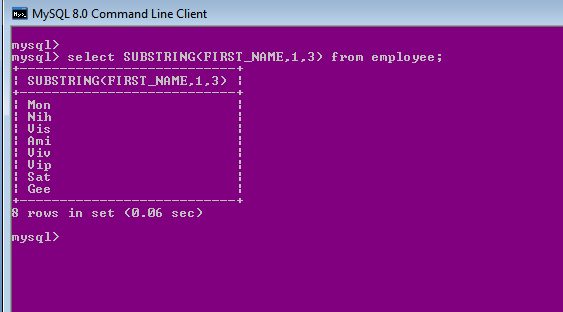 MySQL 8.0 Command Line Client
mysql>
mysql> select SUBSTRING(FIRST_NAME,1,3) from employee;
+---------------------------+
| SUBSTRING(FIRST_NAME,1,3) |
+---------------------------+
| Mon                       |
| Nih                       |
| Vis                       |
| Ami                       |
| Viv                       |
| Vip                       |
| Sat                       |
| Gee                       |
+---------------------------+
8 rows in set (0.06 sec)
mysql>